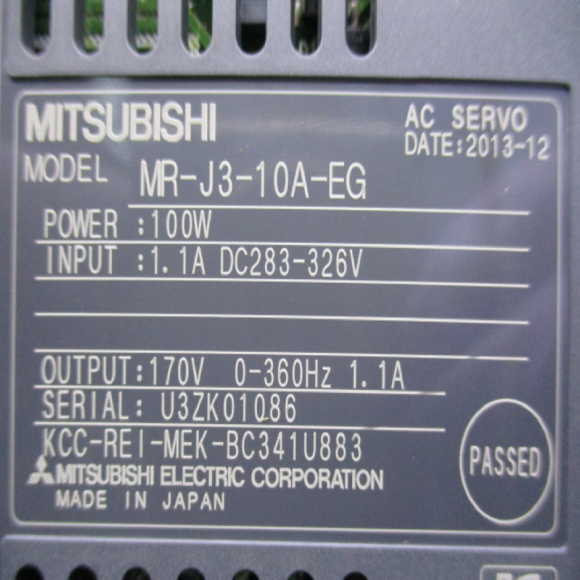 MITSUBISHI
AC SERVO
DATE:2013-12
MODEL MR-J3-10A-EG
POWER :100W
INPUT :1.1A DC283-326V
OUTPUT:170V 0-360Hz 1.1A
SERIAL: U3ZK01086
KCC-REI-MEK-BC341U883
PASSED
MITSUBISHI ELECTRIC CORPORATION
MADE IN JAPAN